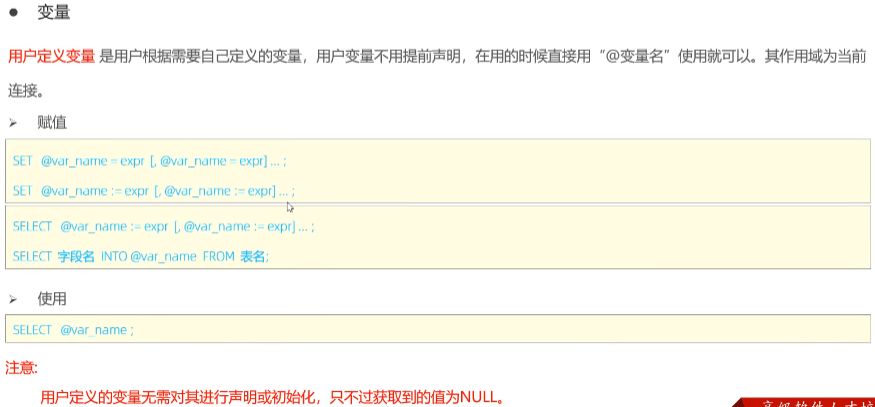 ● 变量
用户定义变量 是用户根据需要自己定义的变量，用户变量不用提前声明，在用的时候直接用“@变量名”使用就可以。其作用域为当前
连接。
➢ 赋值
SET @var_name = expr [, @var_name = expr] ... ;
SET @var_name := expr [, @var_name := expr] ... ;
SELECT @var_name := expr [, @var_name := expr] ... ;
SELECT 字段名 INTO @var_name FROM 表名;
➢ 使用
SELECT @var_name ;
注意:
用户定义的变量无需对其进行声明或初始化，只不过获取到的值为NULL。